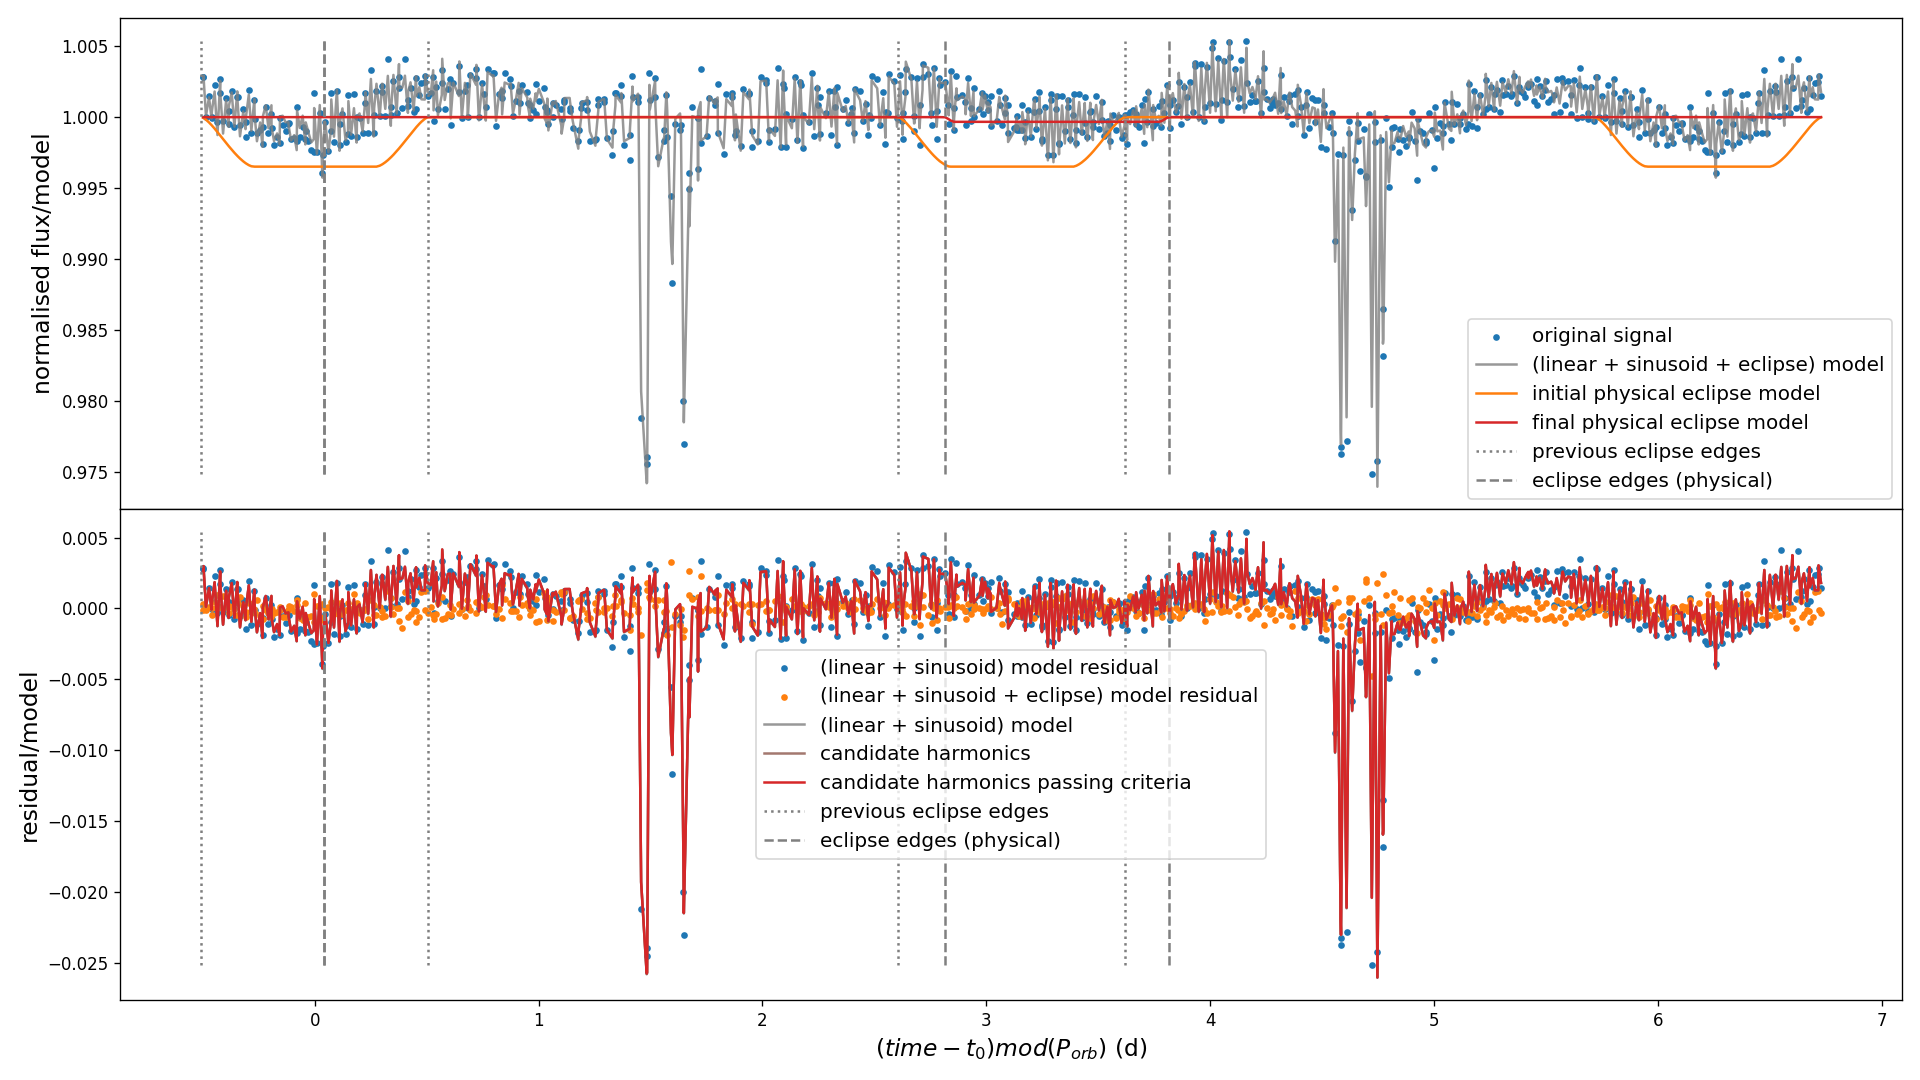 normalised flux/model
1.005
1.000
0.995
0.990
0.985
0.980
0.975
original signal
(linear + sinusoid + eclipse) model
initial physical eclipse model
final physical eclipse model
previous eclipse edges
eclipse edges (physical)
residual/model
0.005
0.000
−0.005
−0.010
−0.015
−0.020
−0.025
(linear + sinusoid) model residual
(linear + sinusoid + eclipse) model residual
(linear + sinusoid) model
candidate harmonics
candidate harmonics passing criteria
previous eclipse edges
eclipse edges (physical)
0 1 2 3 4 5 6 7
(time − t₀)mod(P_orb) (d)